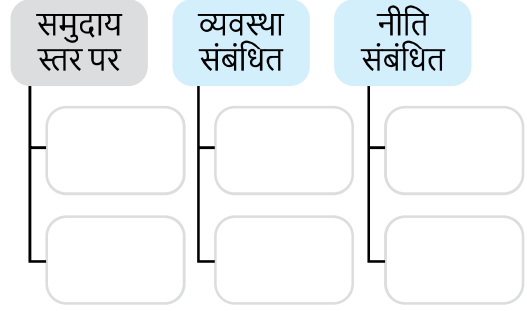 समुदाय
स्तर पर
व्यवस्था
संबंधित
नीति
संबंधित